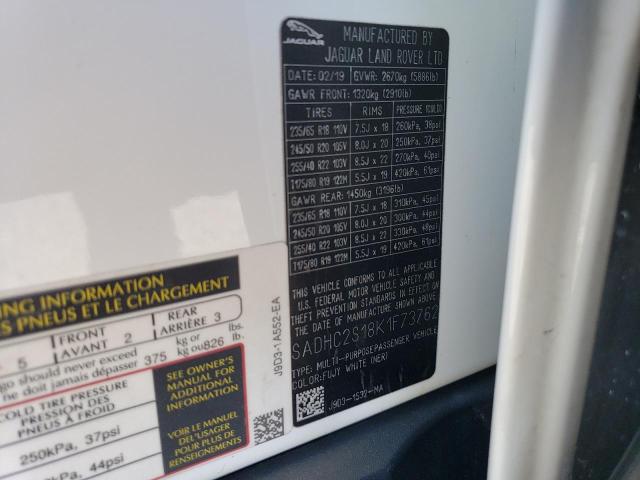 JAGUAR
MANUFACTURED BY
JAGUAR LAND ROVER LTD
DATE: 02/19 GVWR: 2670kg (5886lb)
GAWR FRONT: 1320kg (2910lb)
TIRES RIMS PRESSURE (COLD)
235/65 R18 110V 7.5J x 18 260kPa, 38psi
245/50 R20 105V 8.0J x 20 250kPa, 37psi
255/40 R22 103V 8.5J x 22 270kPa, 40psi
T175/80 R19 122M 5.5J x 19 420kPa, 61psi
GAWR REAR: 1450kg (3196lb)
235/65 R18 110V 7.5J x 18 310kPa, 45psi
245/50 R20 105V 8.0J x 20 300kPa, 44psi
255/40 R22 103V 8.5J x 22 330kPa, 48psi
T175/80 R19 122M 5.5J x 19 420kPa, 61psi
THIS VEHICLE CONFORMS TO ALL APPLICABLE
U.S. FEDERAL MOTOR VEHICLE SAFETY AND
THEFT PREVENTION STANDARDS IN EFFECT ON
THE DATE OF MANUFACTURE SHOWN ABOVE.
SADHC2S18K1F73762
TYPE: MULTI-PURPOSE PASSENGER VEHICLE
COLOR: FUJI WHITE (NER)
J9D3-1532-MA
J9D3-1A552-EA
ING INFORMATION
S PNEUS ET LE CHARGEMENT
5 FRONT AVANT 2 REAR ARRIÈRE 3
go should never exceed
ne doit jamais dépasser 375 kg or kg ou 826 lbs. lb.
COLD TIRE PRESSURE
PRESSION DES
PNEUS À FROID
250kPa, 37psi
44psi
SEE OWNER'S
MANUAL FOR
ADDITIONAL
INFORMATION
VOIR LE MANUEL
DE L'USAGER
POUR PLUS DE
RENSEIGNEMENTS